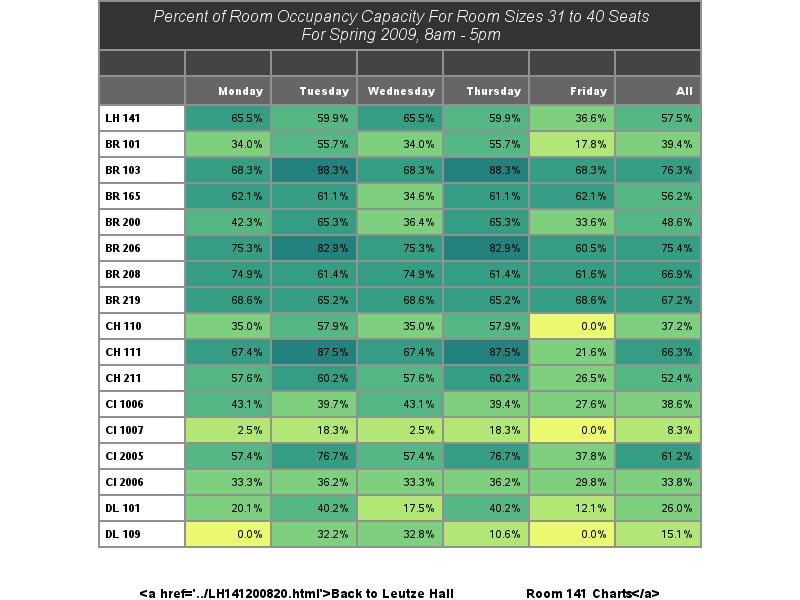 Percent of Room Occupancy Capacity For Room Sizes 31 to 40 Seats
For Spring 2009, 8am - 5pm
Monday Tuesday Wednesday Thursday Friday All
LH 141 65.5% 59.9% 65.5% 59.9% 36.6% 57.5%
BR 101 34.0% 55.7% 34.0% 55.7% 17.8% 39.4%
BR 103 68.3% 88.3% 68.3% 88.3% 68.3% 76.3%
BR 165 62.1% 61.1% 34.6% 61.1% 62.1% 56.2%
BR 200 42.3% 65.3% 36.4% 65.3% 33.6% 48.6%
BR 206 75.3% 82.9% 75.3% 82.9% 60.5% 75.4%
BR 208 74.9% 61.4% 74.9% 61.4% 61.6% 66.9%
BR 219 68.6% 65.2% 68.6% 65.2% 68.6% 67.2%
CH 110 35.0% 57.9% 35.0% 57.9% 0.0% 37.2%
CH 111 67.4% 87.5% 67.4% 87.5% 21.6% 66.3%
CH 211 57.6% 60.2% 57.6% 60.2% 26.5% 52.4%
CI 1006 43.1% 39.7% 43.1% 39.4% 27.6% 38.6%
CI 1007 2.5% 18.3% 2.5% 18.3% 0.0% 8.3%
CI 2005 57.4% 76.7% 57.4% 76.7% 37.8% 61.2%
CI 2006 33.3% 36.2% 33.3% 36.2% 29.8% 33.8%
DL 101 20.1% 40.2% 17.5% 40.2% 12.1% 26.0%
DL 109 0.0% 32.2% 32.8% 10.6% 0.0% 15.1%
<a href='../LH141200820.html'>Back to Leutze Hall Room 141 Charts</a>